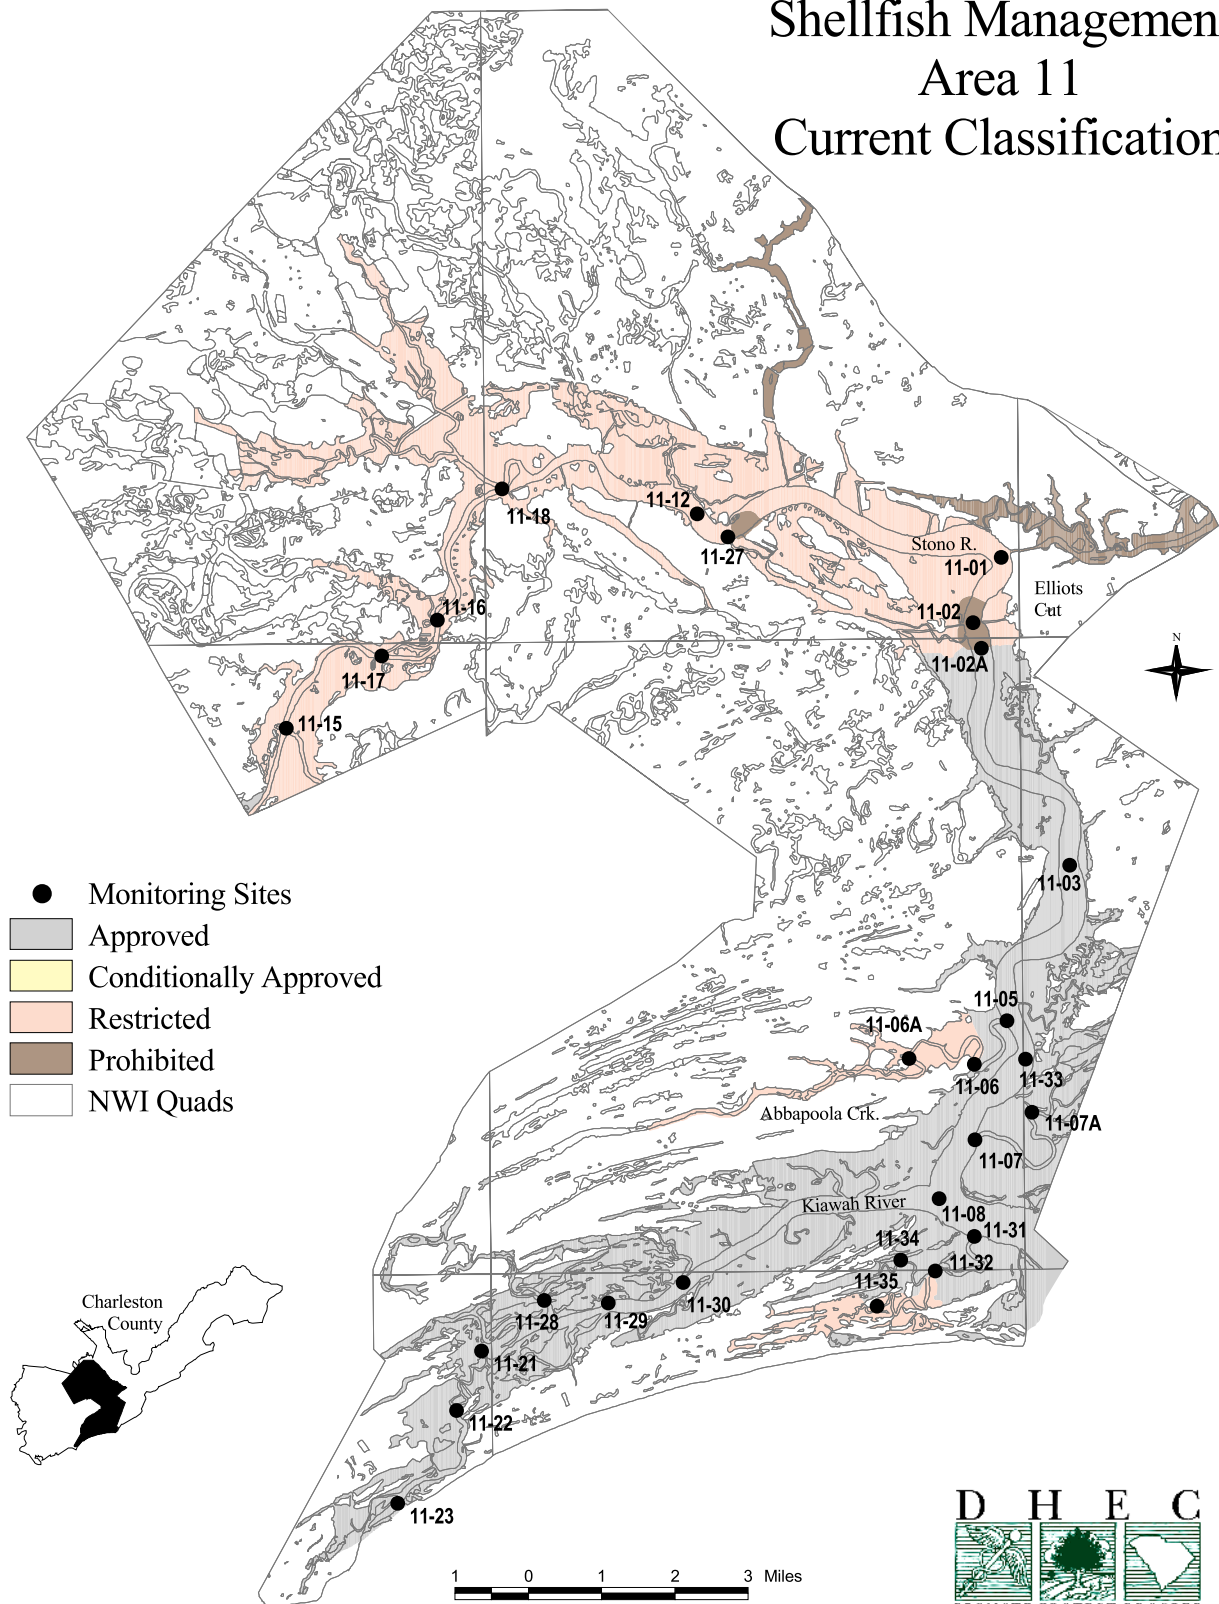 Shellfish Managemen
Area 11
Current Classification
11-12
11-18
11-27
Stono R.
11-01
Elliots
Cut
11-02
11-16
11-02A
N
11-17
11-15
11-03
Monitoring Sites
Approved
Conditionally Approved
Restricted
Prohibited
NWI Quads
11-05
11-06A
11-06
11-33
Abbapoola Crk.
11-07A
11-07
Kiawah River
11-08
11-31
11-34
11-32
11-35
11-30
11-28
11-29
11-21
11-22
11-23
Charleston
County
1 0 1 2 3 Miles
D H E C